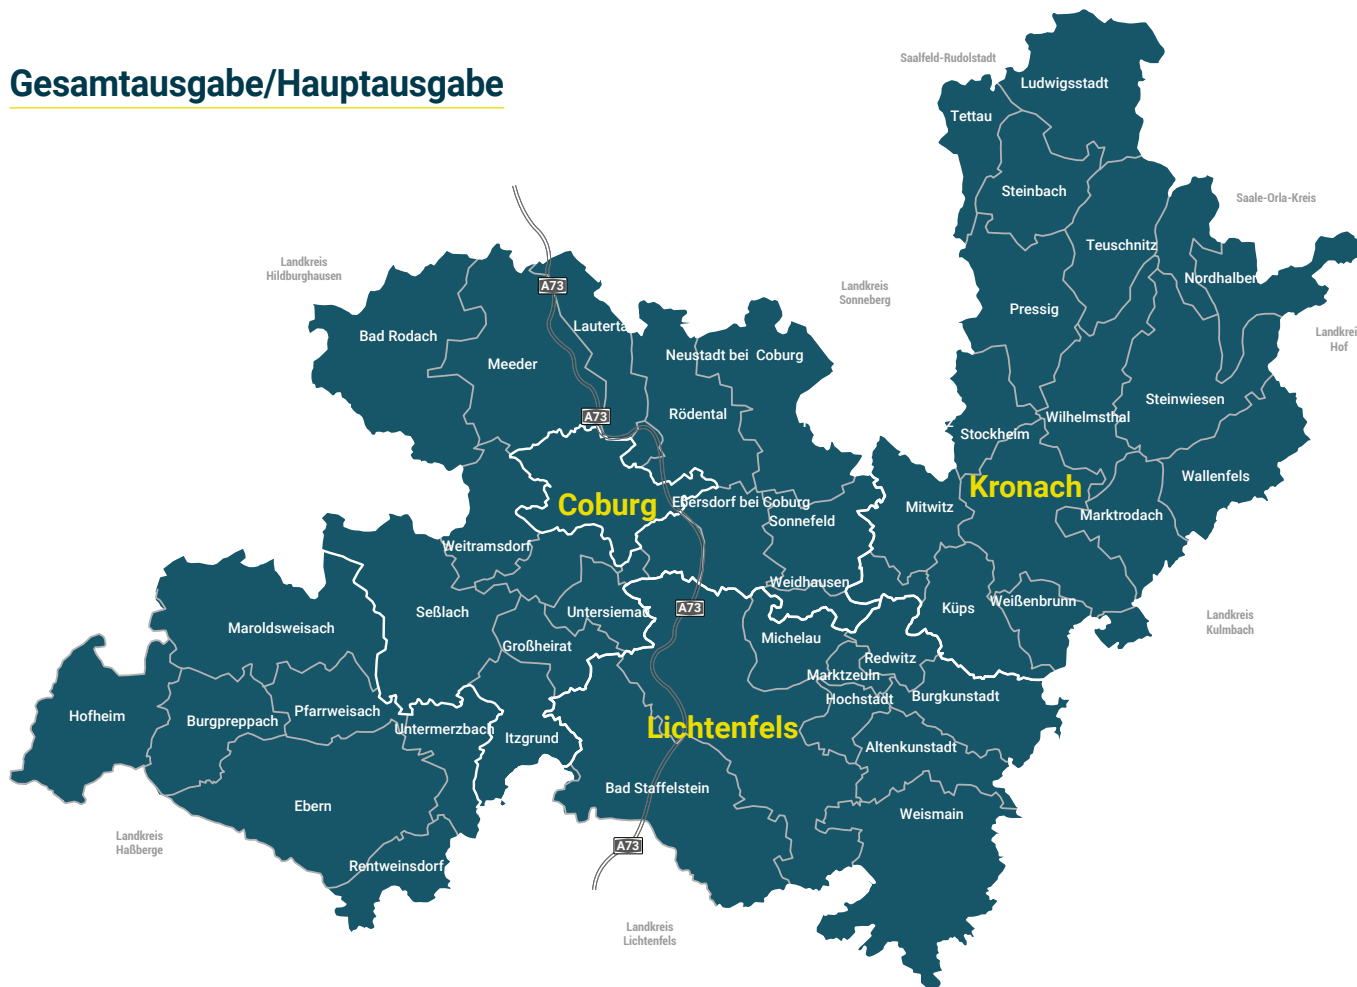 Gesamtausgabe/Hauptausgabe
Saalfeld-Rudolstadt
Ludwigsstadt
Tettau
Steinbach
Saale-Orla-Kreis
Teuschnitz
Landkreis
Hildburghausen
Nordhalben
A73
Landkreis
Sonneberg
Pressig
Lauterta
Bad Rodach
Landkrei
Hof
Neustadt bei Coburg
Meeder
Steinwiesen
A73
Rödental
Wilhelmsthal
Stockheim
Wallenfels
Kronach
Coburg
Ebersdorf bei Coburg
Mitwitz
Marktrodach
Sonnefeld
Weitramsdorf
Weidhausen
Weißenbrunn
Küps
A73
Seßlach
Untersiemau
Landkreis
Kulmbach
Maroldsweisach
Michelau
Großheirat
Redwitz
Marktzeuln
Burgkunstadt
Hochstadt
Pfarrweisach
Hofheim
Burgpreppach
Untermerzbach
Lichtenfels
Itzgrund
Altenkunstadt
Bad Staffelstein
Ebern
Weismain
Landkreis
Haßberge
A73
Rentweinsdorf
Landkreis
Lichtenfels